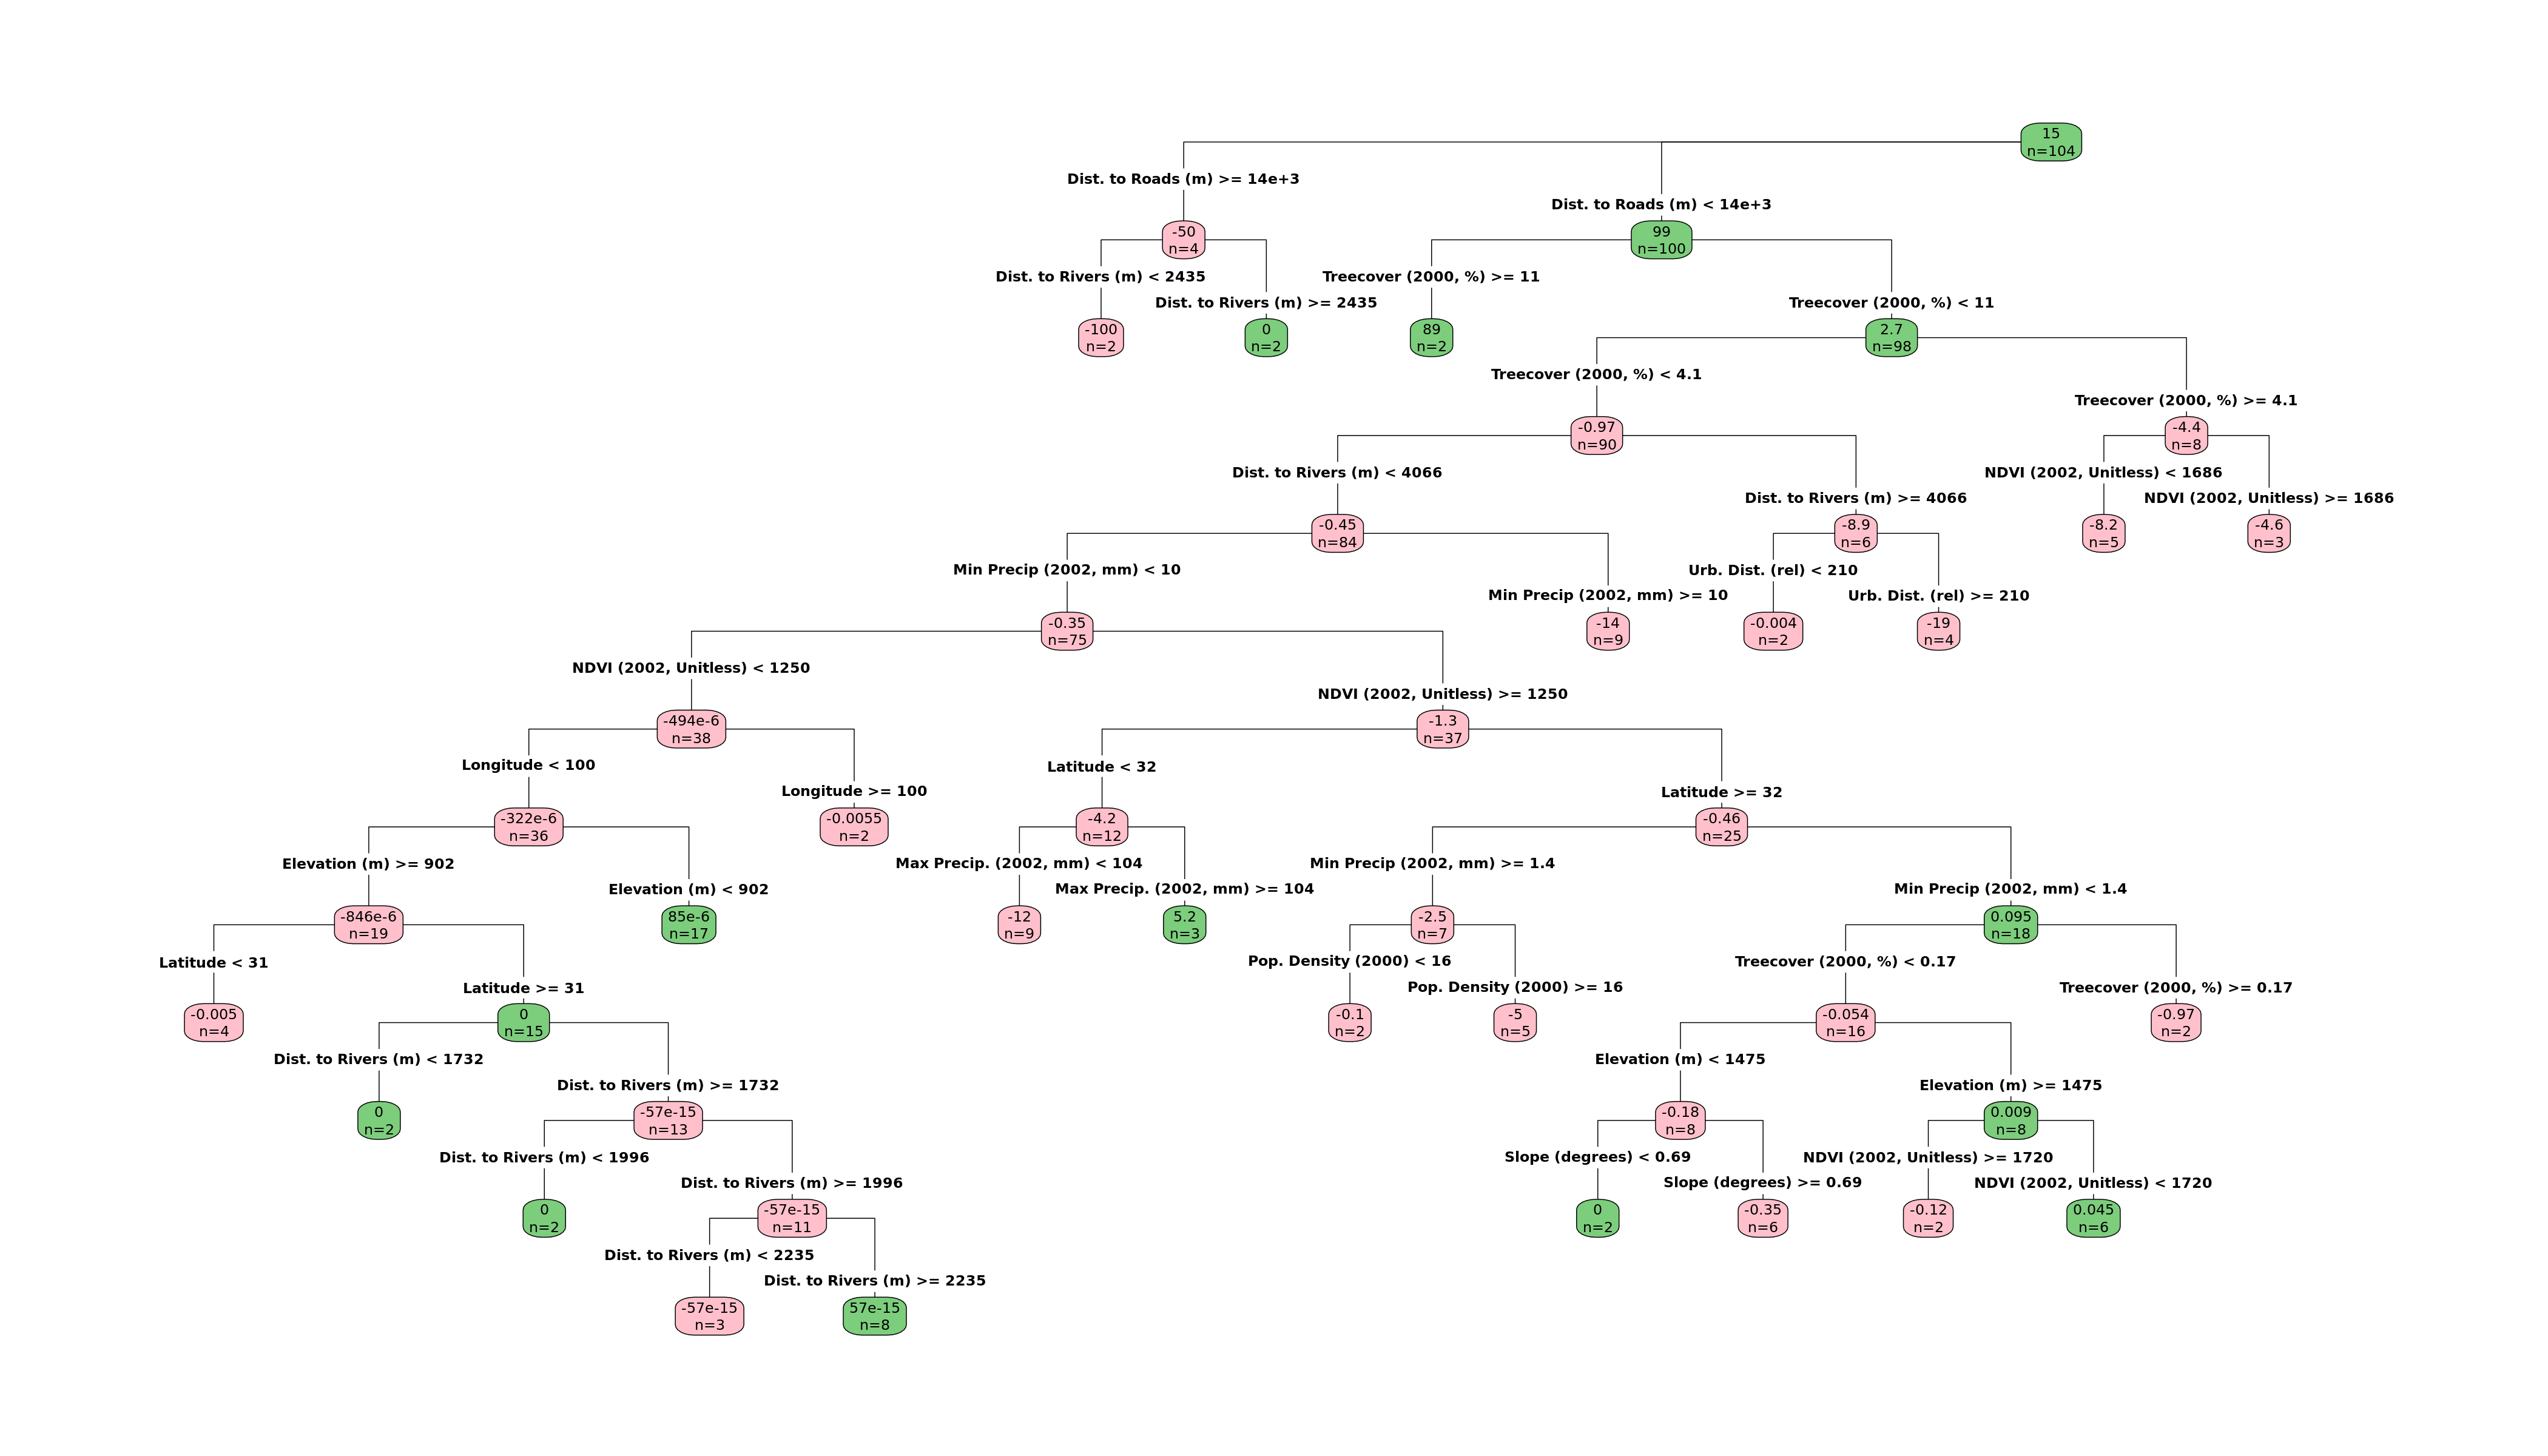 15
n=104
Dist. to Roads (m) >= 14e+3
Dist. to Roads (m) < 14e+3
-50
n=4
99
n=100
Dist. to Rivers (m) < 2435
Treecover (2000, %) >= 11
Dist. to Rivers (m) >= 2435
Treecover (2000, %) < 11
-100
n=2
0
n=2
89
n=2
2.7
n=98
Treecover (2000, %) < 4.1
Treecover (2000, %) >= 4.1
-0.97
n=90
-4.4
n=8
Dist. to Rivers (m) < 4066
NDVI (2002, Unitless) < 1686
Dist. to Rivers (m) >= 4066
NDVI (2002, Unitless) >= 1686
-0.45
n=84
-8.9
n=6
-8.2
n=5
-4.6
n=3
Min Precip (2002, mm) < 10
Urb. Dist. (rel) < 210
Min Precip (2002, mm) >= 10
Urb. Dist. (rel) >= 210
-0.35
n=75
-14
n=9
-0.004
n=2
-19
n=4
NDVI (2002, Unitless) < 1250
NDVI (2002, Unitless) >= 1250
-494e-6
n=38
-1.3
n=37
Longitude < 100
Latitude < 32
Longitude >= 100
Latitude >= 32
-322e-6
n=36
-0.0055
n=2
-4.2
n=12
-0.46
n=25
Elevation (m) >= 902
Max Precip. (2002, mm) < 104
Min Precip (2002, mm) >= 1.4
Elevation (m) < 902
Max Precip. (2002, mm) >= 104
Min Precip (2002, mm) < 1.4
-846e-6
n=19
85e-6
n=17
-12
n=9
5.2
n=3
-2.5
n=7
0.095
n=18
Latitude < 31
Pop. Density (2000) < 16
Treecover (2000, %) < 0.17
Latitude >= 31
Pop. Density (2000) >= 16
Treecover (2000, %) >= 0.17
-0.005
n=4
0
n=15
-0.1
n=2
-5
n=5
-0.054
n=16
-0.97
n=2
Dist. to Rivers (m) < 1732
Elevation (m) < 1475
Dist. to Rivers (m) >= 1732
Elevation (m) >= 1475
0
n=2
-57e-15
n=13
-0.18
n=8
0.009
n=8
Dist. to Rivers (m) < 1996
Slope (degrees) < 0.69
NDVI (2002, Unitless) >= 1720
Dist. to Rivers (m) >= 1996
Slope (degrees) >= 0.69
NDVI (2002, Unitless) < 1720
0
n=2
-57e-15
n=11
0
n=2
-0.35
n=6
-0.12
n=2
0.045
n=6
Dist. to Rivers (m) < 2235
Dist. to Rivers (m) >= 2235
-57e-15
n=3
57e-15
n=8